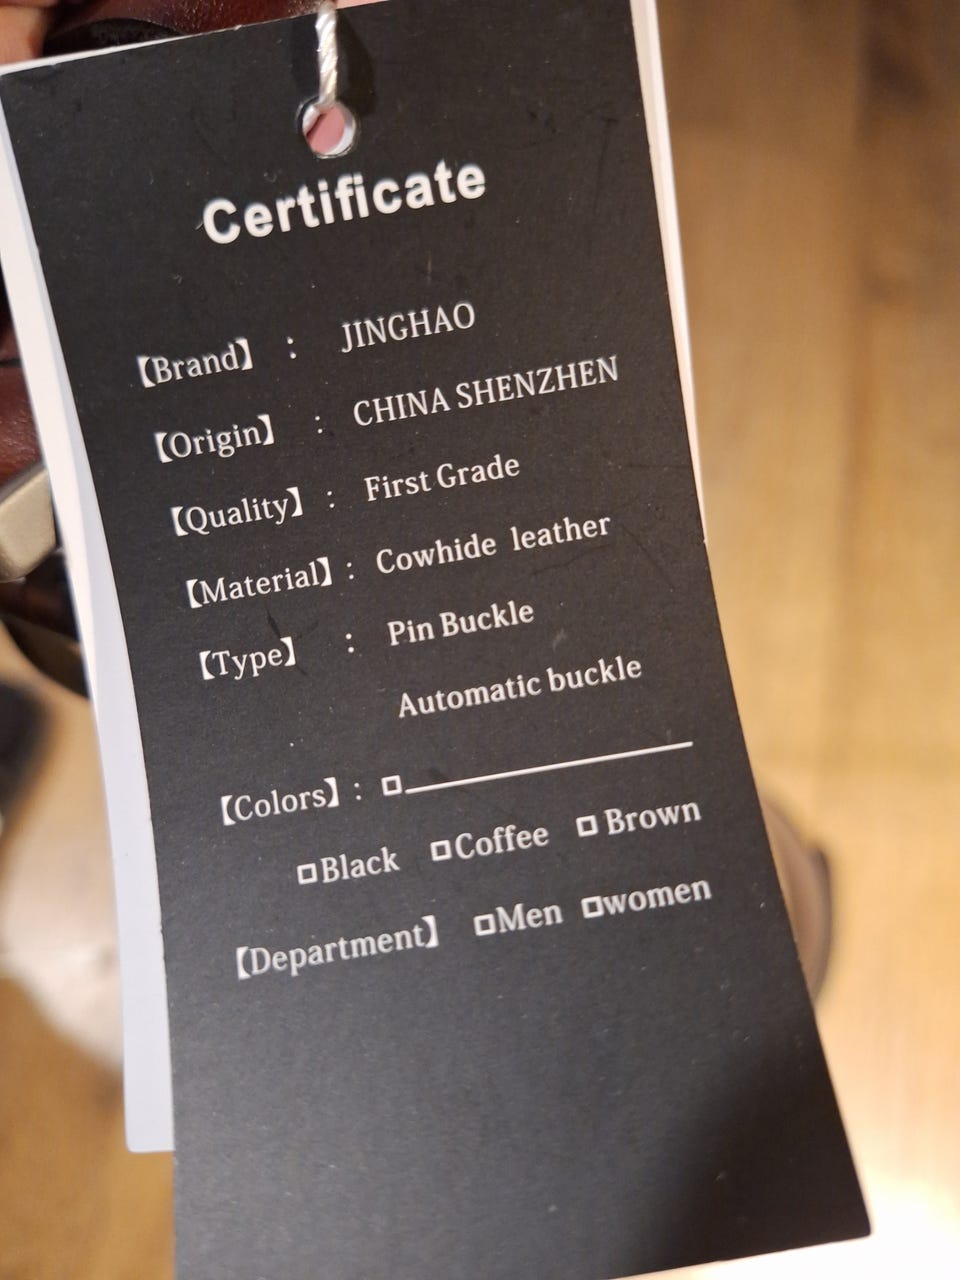 Certificate
【Brand】 : JINGHAO
【Origin】 : CHINA SHENZHEN
【Quality】 : First Grade
【Material】 : Cowhide leather
【Type】 : Pin Buckle
Automatic buckle
【Colors】 : □__________
□Black □Coffee □Brown
【Department】 □Men □women